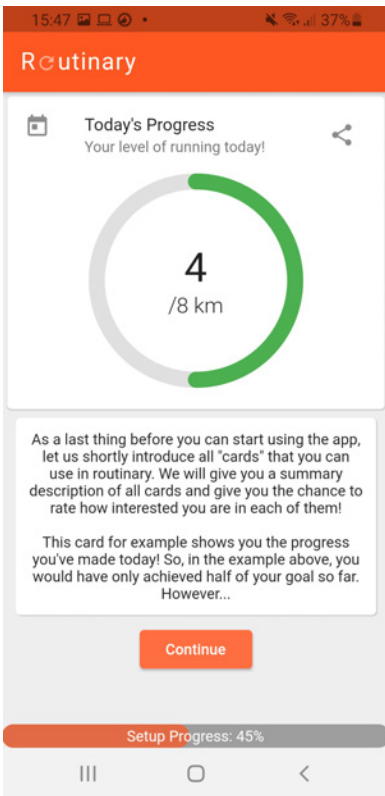 15:47 37%
Routinary
Today's Progress
Your level of running today!
4
/8 km
As a last thing before you can start using the app,
let us shortly introduce all "cards" that you can
use in routinary. We will give you a summary
description of all cards and give you the chance to
rate how interested you are in each of them!
This card for example shows you the progress
you've made today! So, in the example above, you
would have only achieved half of your goal so far.
However...
Continue
Setup Progress: 45%